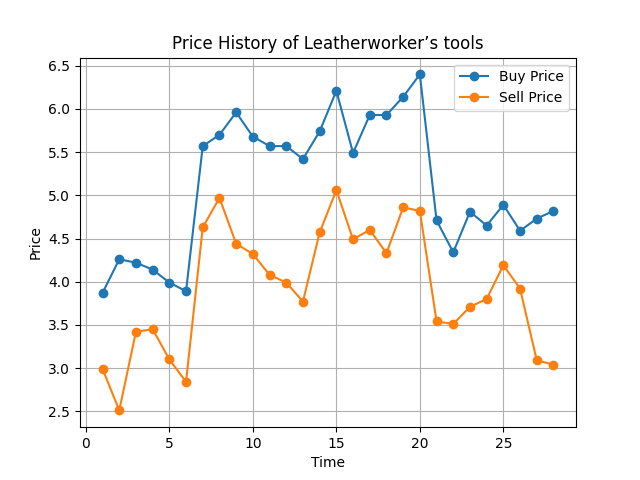 Price History of Leatherworker’s tools
Buy Price
Sell Price
6.5
6.0
5.5
5.0
4.5
4.0
3.5
3.0
2.5
Price
0 5 10 15 20 25
Time